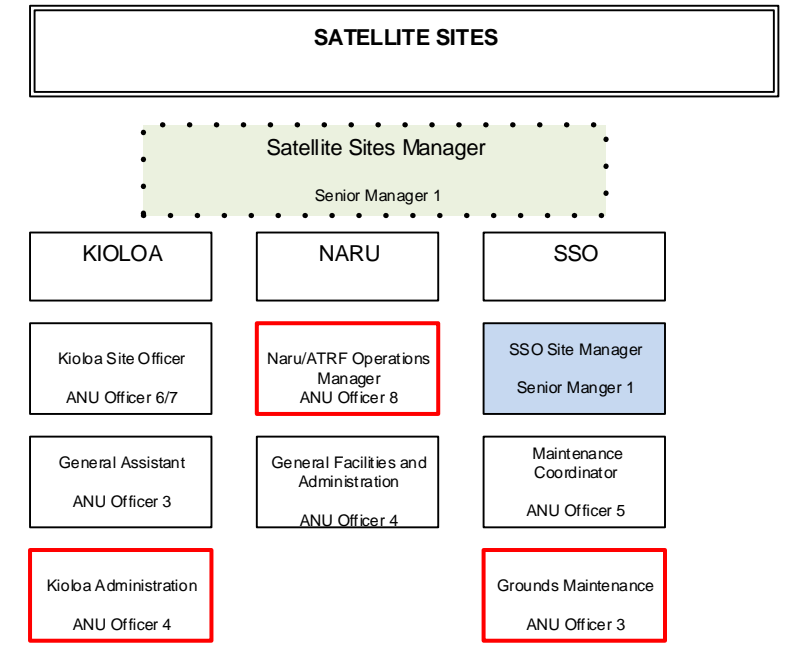 SATELLITE SITES
Satellite Sites Manager
Senior Manager 1
KIOLOA
NARU
SSO
Kioloa Site Officer
ANU Officer 6/7
Naru/ATRF Operations
Manager
ANU Officer 8
SSO Site Manager
Senior Manger 1
General Assistant
ANU Officer 3
General Facilities and
Administration
ANU Officer 4
Maintenance
Coordinator
ANU Officer 5
Kioloa Administration
ANU Officer 4
Grounds Maintenance
ANU Officer 3